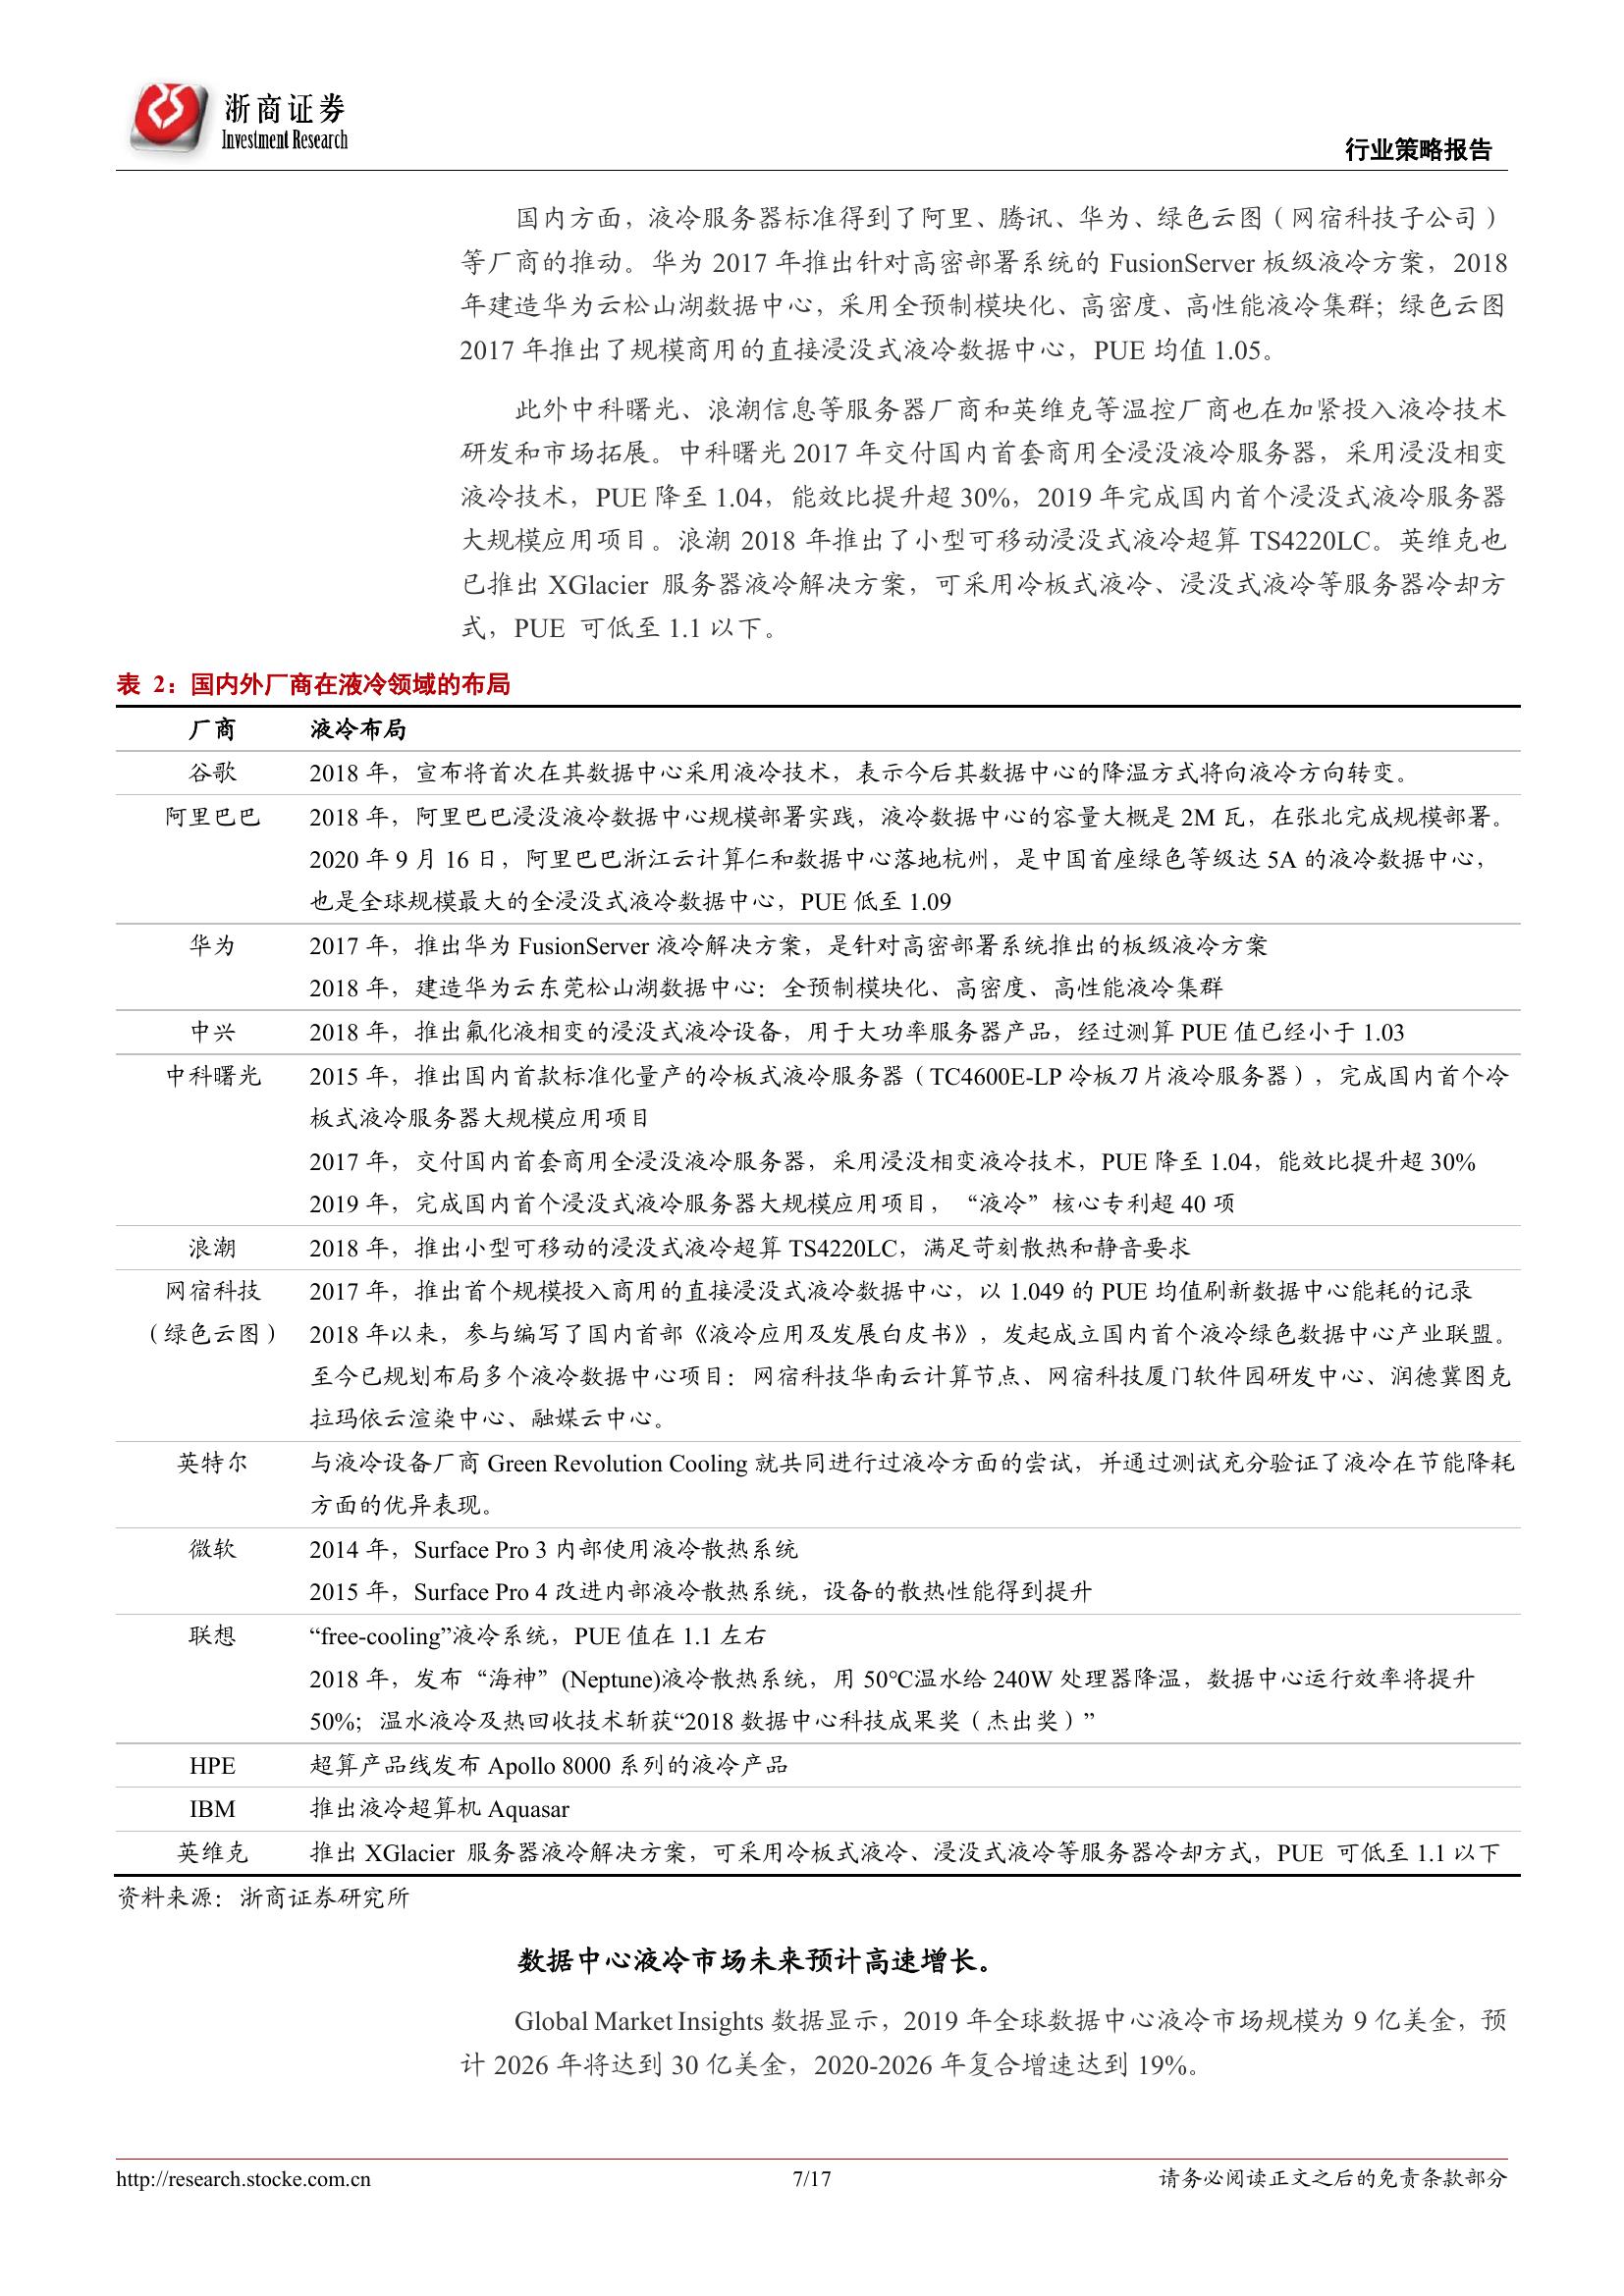 浙商证券
Investment Research
行业策略报告
国内方面，液冷服务器标准得到了阿里、腾讯、华为、绿色云图（网宿科技子公司）
等厂商的推动。华为 2017 年推出针对高密部署系统的 FusionServer 板级液冷方案，2018
年建造华为云松山湖数据中心，采用全预制模块化、高密度、高性能液冷集群；绿色云图
2017 年推出了规模商用的直接浸没式液冷数据中心，PUE 均值 1.05。
此外中科曙光、浪潮信息等服务器厂商和英维克等温控厂商也在加紧投入液冷技术
研发和市场拓展。中科曙光 2017 年交付国内首套商用全浸没液冷服务器，采用浸没相变
液冷技术，PUE 降至 1.04，能效比提升超 30%，2019 年完成国内首个浸没式液冷服务器
大规模应用项目。浪潮 2018 年推出了小型可移动浸没式液冷超算 TS4220LC。英维克也
已推出 XGlacier 服务器液冷解决方案，可采用冷板式液冷、浸没式液冷等服务器冷却方
式，PUE 可低至 1.1 以下。
表 2：国内外厂商在液冷领域的布局
厂商 液冷布局
谷歌 2018 年，宣布将首次在其数据中心采用液冷技术，表示今后其数据中心的降温方式将向液冷方向转变。
阿里巴巴 2018 年，阿里巴巴浸没液冷数据中心规模部署实践，液冷数据中心的容量大概是 2M 瓦，在张北完成规模部署。
2020 年 9 月 16 日，阿里巴巴浙江云计算仁和数据中心落地杭州，是中国首座绿色等级达 5A 的液冷数据中心，
也是全球规模最大的全浸没式液冷数据中心，PUE 低至 1.09
华为 2017 年，推出华为 FusionServer 液冷解决方案，是针对高密部署系统推出的板级液冷方案
2018 年，建造华为云东莞松山湖数据中心：全预制模块化、高密度、高性能液冷集群
中兴 2018 年，推出氟化液相变的浸没式液冷设备，用于大功率服务器产品，经过测算 PUE 值已经小于 1.03
中科曙光 2015 年，推出国内首款标准化量产的冷板式液冷服务器（TC4600E-LP 冷板刀片液冷服务器），完成国内首个冷
板式液冷服务器大规模应用项目
2017 年，交付国内首套商用全浸没液冷服务器，采用浸没相变液冷技术，PUE 降至 1.04，能效比提升超 30%
2019 年，完成国内首个浸没式液冷服务器大规模应用项目，“液冷”核心专利超 40 项
浪潮 2018 年，推出小型可移动的浸没式液冷超算 TS4220LC，满足苛刻散热和静音要求
网宿科技 2017 年，推出首个规模投入商用的直接浸没式液冷数据中心，以 1.049 的 PUE 均值刷新数据中心能耗的记录
（绿色云图） 2018 年以来，参与编写了国内首部《液冷应用及发展白皮书》，发起成立国内首个液冷绿色数据中心产业联盟。
至今已规划布局多个液冷数据中心项目：网宿科技华南云计算节点、网宿科技厦门软件园研发中心、润德冀图克
拉玛依云渲染中心、融媒云中心。
英特尔 与液冷设备厂商 Green Revolution Cooling 就共同进行过液冷方面的尝试，并通过测试充分验证了液冷在节能降耗
方面的优异表现。
微软 2014 年，Surface Pro 3 内部使用液冷散热系统
2015 年，Surface Pro 4 改进内部液冷散热系统，设备的散热性能得到提升
联想 “free-cooling”液冷系统，PUE 值在 1.1 左右
2018 年，发布“海神”(Neptune)液冷散热系统，用 50℃温水给 240W 处理器降温，数据中心运行效率将提升
50%；温水液冷及热回收技术斩获“2018 数据中心科技成果奖（杰出奖）”
HPE 超算产品线发布 Apollo 8000 系列的液冷产品
IBM 推出液冷超算机 Aquasar
英维克 推出 XGlacier 服务器液冷解决方案，可采用冷板式液冷、浸没式液冷等服务器冷却方式，PUE 可低至 1.1 以下
资料来源：浙商证券研究所
数据中心液冷市场未来预计高速增长。
Global Market Insights 数据显示，2019 年全球数据中心液冷市场规模为 9 亿美金，预
计 2026 年将达到 30 亿美金，2020-2026 年复合增速达到 19%。
http://research.stocke.com.cn 7/17 请务必阅读正文之后的免责条款部分